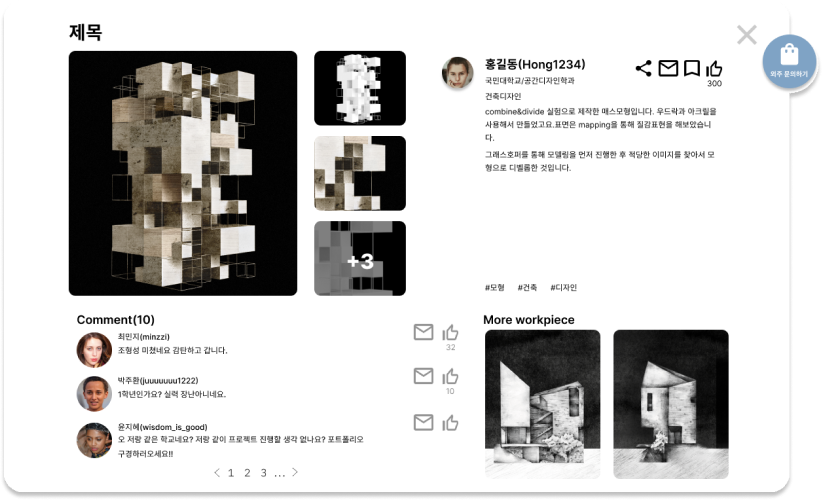 제목
외주 문의하기
홍길동(Hong1234)
국민대학교/공간디자인학과
300
건축디자인
combine&divide 실험으로 제작한 매스모형입니다. 우드락과 아크릴을
사용해서 만들었고요.표면은 mapping을 통해 질감표현을 해보았습니
다.
그래스호퍼를 통해 모델링을 먼저 진행한 후 적당한 이미지를 찾아서 모
형으로 디벨롭한 것입니다.
+3
#모형 #건축 #디자인
Comment(10)
최민지(minzzi)
조형성 미쳤네요 감탄하고 갑니다.
32
박주환(juuuuuuu1222)
1학년인가요? 실력 장난아니네요.
10
윤지혜(wisdom_is_good)
오 저랑 같은 학교네요? 저랑 같이 프로젝트 진행할 생각 없나요? 포트폴리오
구경하러오세요!!
< 1 2 3 ... >
More workpiece